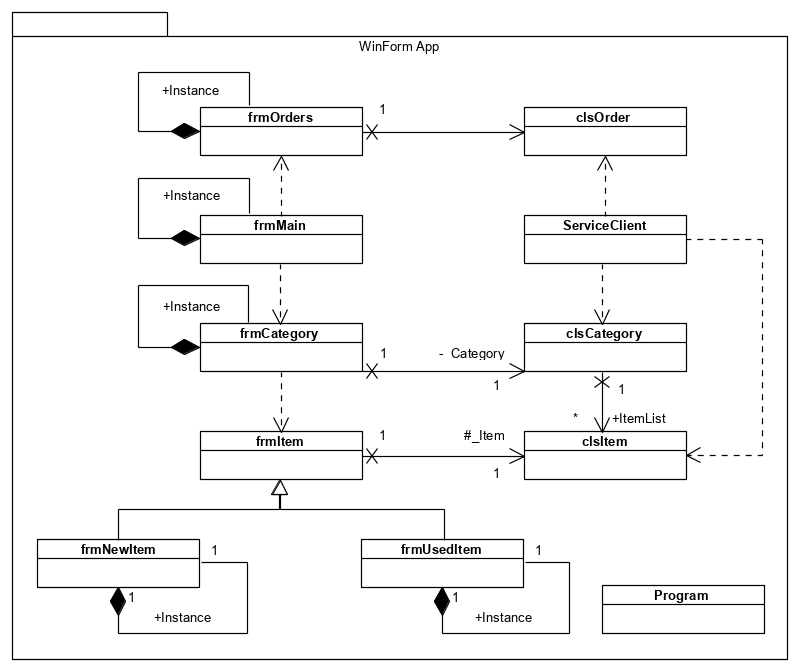 WinForm App
+Instance
frmOrders
1
clsOrder
+Instance
frmMain
ServiceClient
+Instance
frmCategory
1
- Category
1
clsCategory
1
* +ItemList
frmItem
1
#_Item
1
clsItem
frmNewItem
1
1
+Instance
frmUsedItem
1
1
+Instance
Program